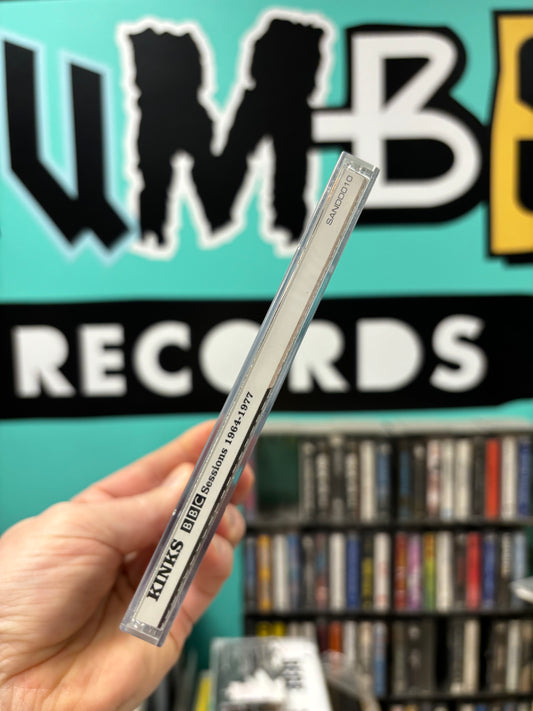 UMB
RECORDS
SANDD010
KINKS BBC Sessions 1964-1977